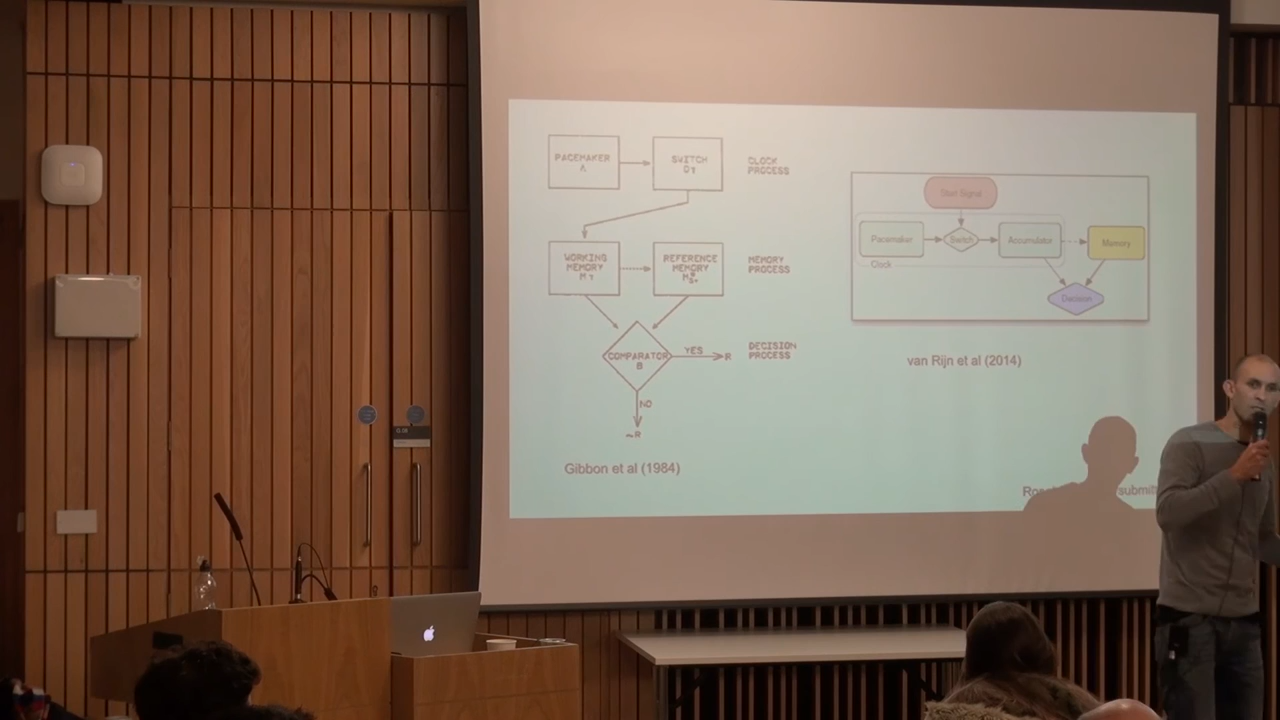 PACEMAKER
Λ
SWITCH
CLOCK
PROCESS
WORKING
MEMORY
REFERENCE
MEMORY
MEMORY
PROCESS
COMPARATOR
B
YES
R
DECISION
PROCESS
NO
~R
Gibbon et al (1984)
Start Signal
Pacemaker
Switch
Accumulator
Memory
Clock
Decision
van Rijn et al (2014)